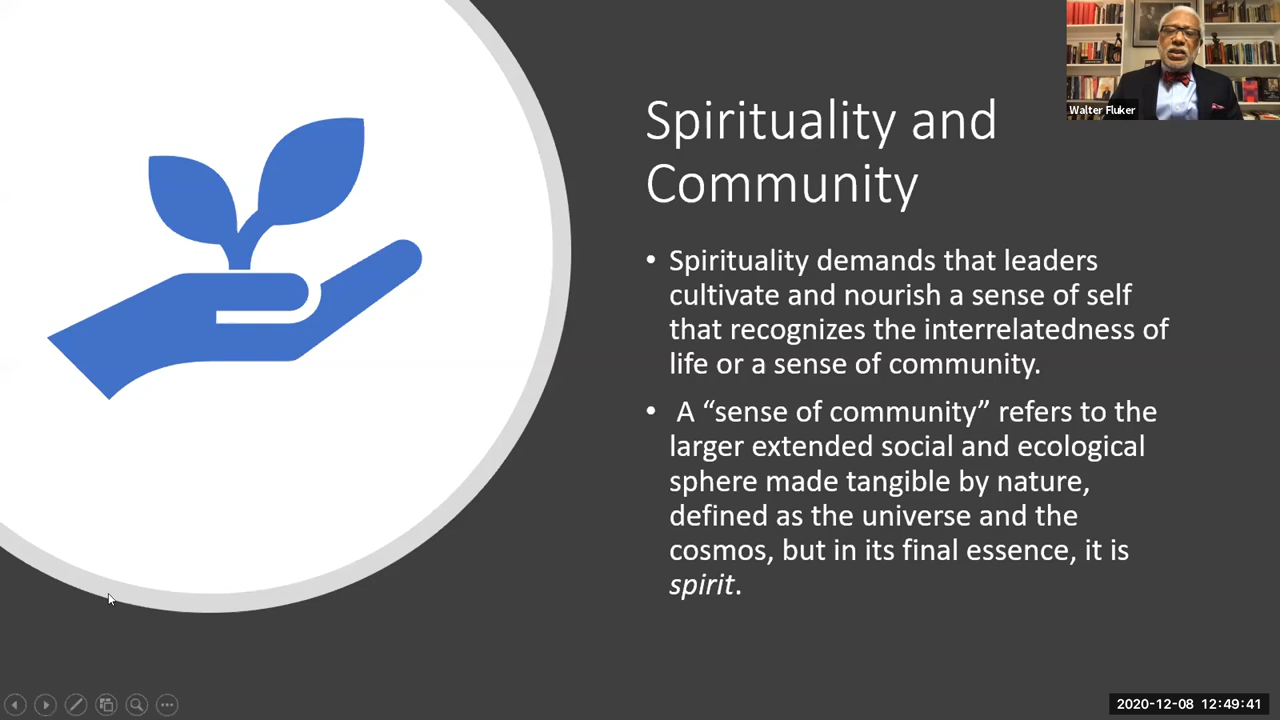 Walter Fluker
Spirituality and
Community
• Spirituality demands that leaders
cultivate and nourish a sense of self
that recognizes the interrelatedness of
life or a sense of community.
• A “sense of community” refers to the
larger extended social and ecological
sphere made tangible by nature,
defined as the universe and the
cosmos, but in its final essence, it is
spirit.
2020-12-08 12:49:41